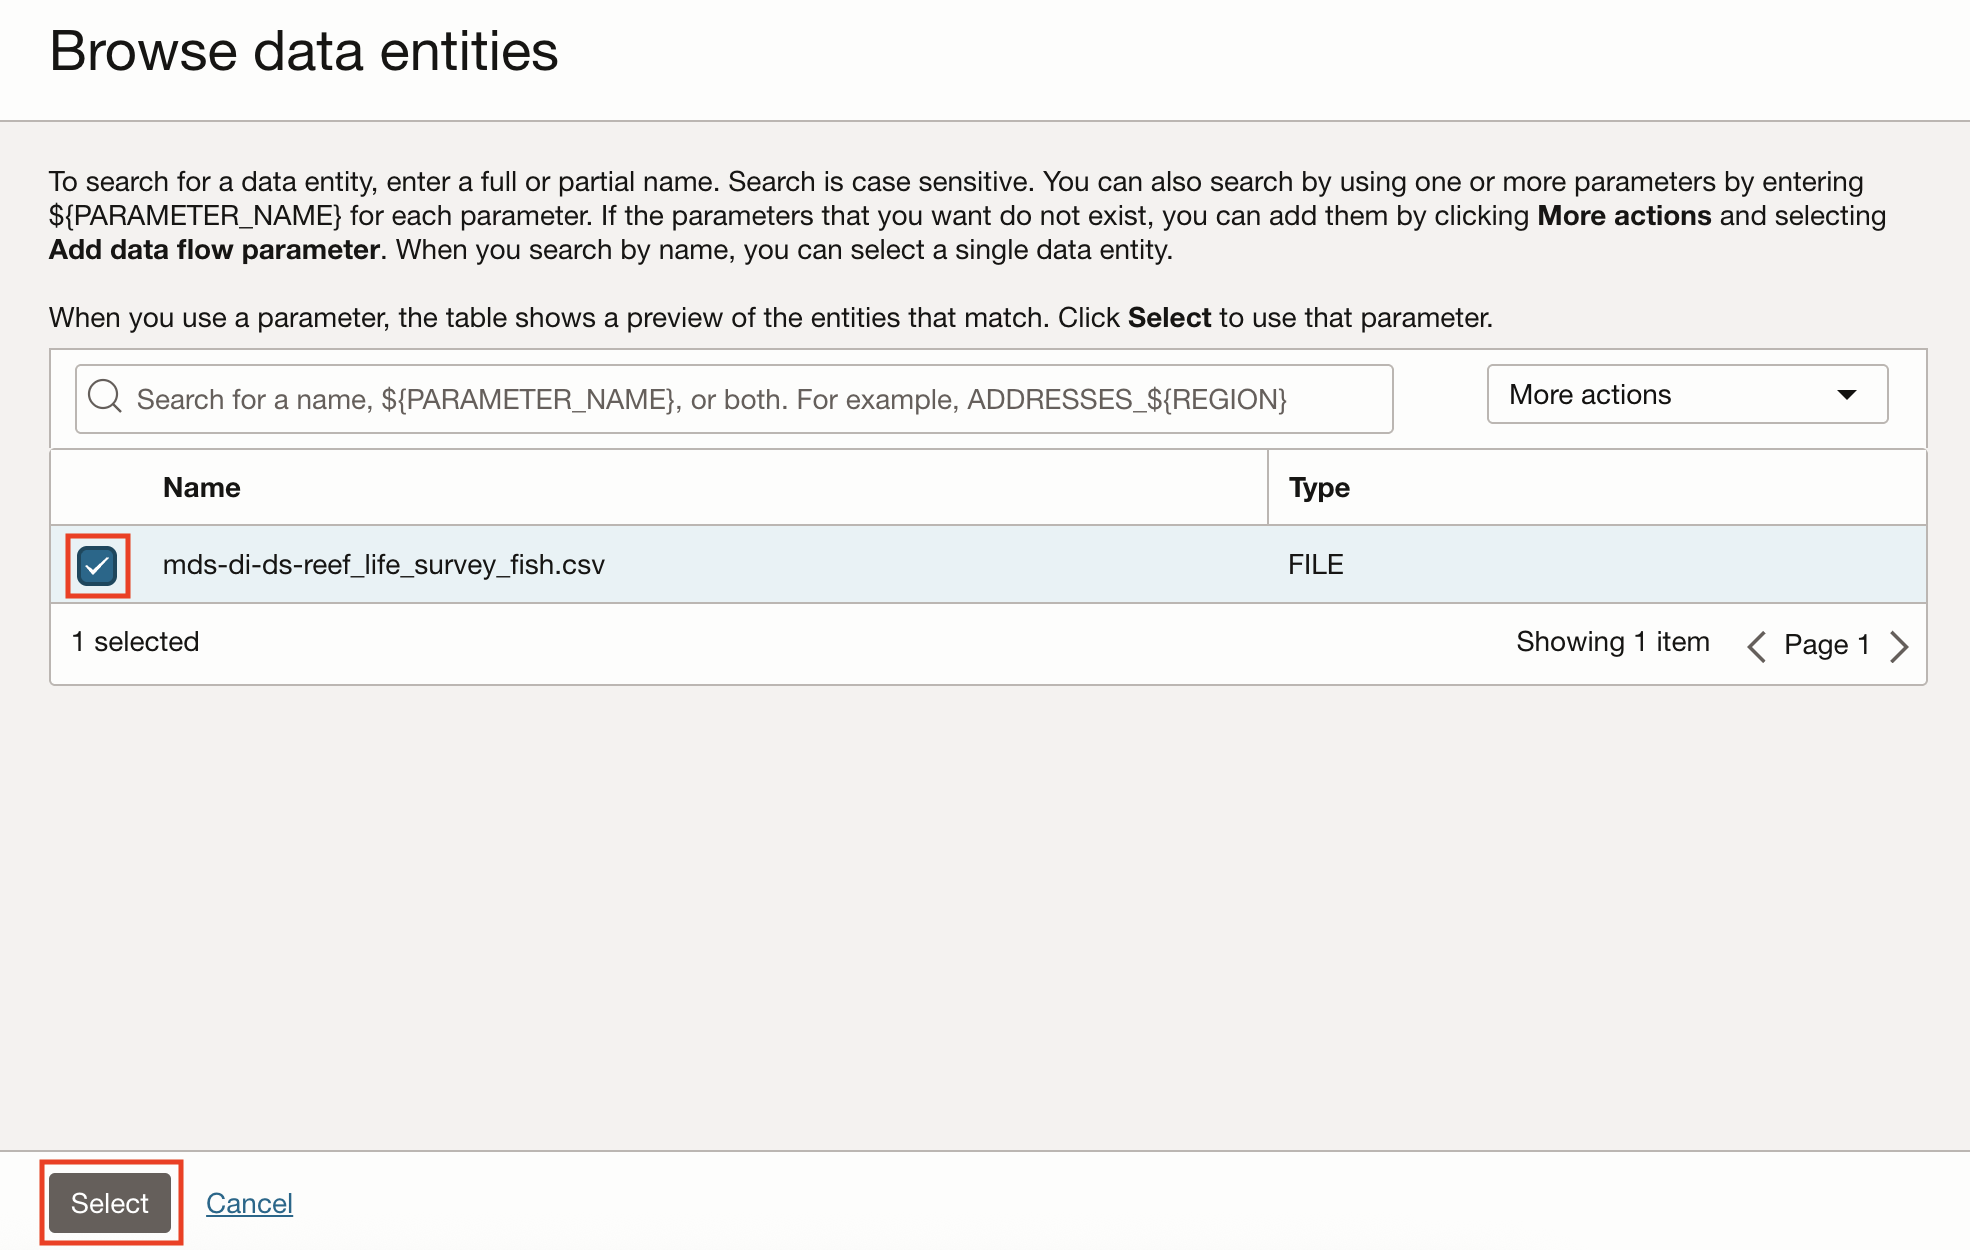 Browse data entities
To search for a data entity, enter a full or partial name. Search is case sensitive. You can also search by using one or more parameters by entering
${PARAMETER_NAME} for each parameter. If the parameters that you want do not exist, you can add them by clicking More actions and selecting
Add data flow parameter. When you search by name, you can select a single data entity.
When you use a parameter, the table shows a preview of the entities that match. Click Select to use that parameter.
Search for a name, ${PARAMETER_NAME}, or both. For example, ADDRESSES_${REGION} More actions
Name Type
mds-di-ds-reef_life_survey_fish.csv FILE
1 selected Showing 1 item Page 1
Select Cancel